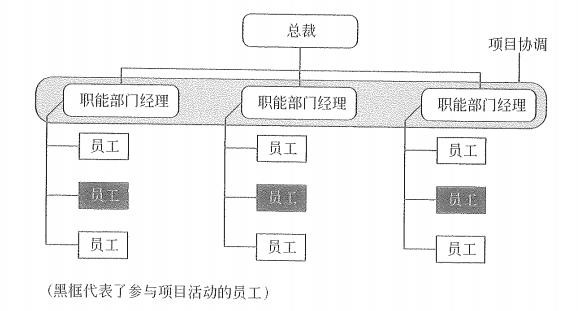 总裁
项目协调
职能部门经理 职能部门经理 职能部门经理
员工 员工 员工
员工 员工 员工
员工 员工 员工
(黑框代表了参与项目活动的员工)